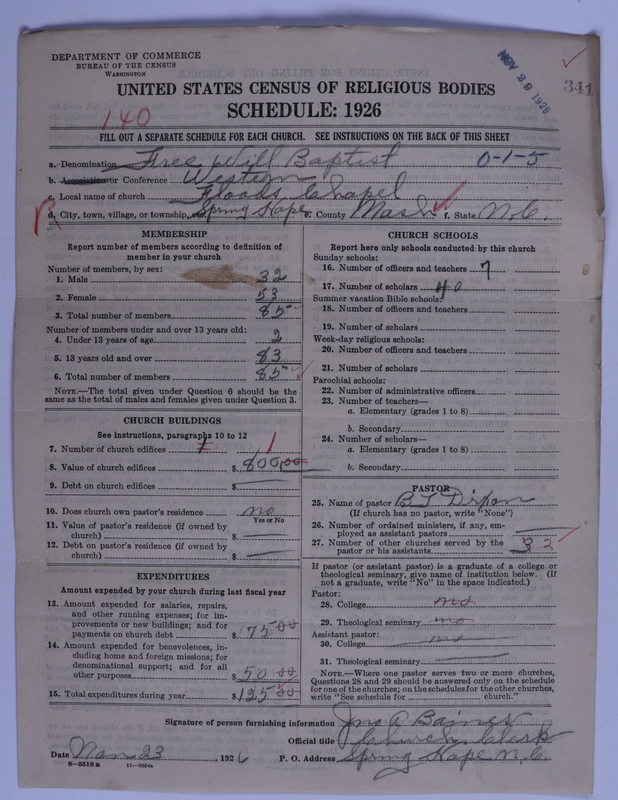 DEPARTMENT OF COMMERCE
BUREAU OF THE CENSUS
WASHINGTON
NOV 29 1926
341
UNITED STATES CENSUS OF RELIGIOUS BODIES
SCHEDULE: 1926
140
FILL OUT A SEPARATE SCHEDULE FOR EACH CHURCH. SEE INSTRUCTIONS ON THE BACK OF THIS SHEET
a. Denomination Free Will Baptist 0-1-5
b. Association or Conference Western
c. Local name of church Floods Chapel
d. City, town, village, or township Spring Hope e. County Nash f. State N.C.
R
MEMBERSHIP
Report number of members according to definition of
member in your church
Number of members, by sex:
1. Male 32
2. Female 53
3. Total number of members 85
Number of members under and over 13 years old:
4. Under 13 years of age 2
5. 13 years old and over 83
6. Total number of members 85
NOTE.—The total given under Question 6 should be
the same as the total of males and females given under Question 3.
CHURCH BUILDINGS
See instructions, paragraphs 10 to 12
7. Number of church edifices 1 1
8. Value of church edifices $800.00
9. Debt on church edifices $
10. Does church own pastor's residence no
Yes or No
11. Value of pastor's residence (if owned by
church) $
12. Debt on pastor's residence (if owned by
church) $
EXPENDITURES
Amount expended by your church during last fiscal year
13. Amount expended for salaries, repairs,
and other running expenses; for im-
provements or new buildings; and for
payments on church debt $175 00
14. Amount expended for benevolences, in-
cluding home and foreign missions; for
denominational support; and for all
other purposes $50 00
15. Total expenditures during year $125 50
CHURCH SCHOOLS
Report here only schools conducted by this church
Sunday schools:
16. Number of officers and teachers 7
17. Number of scholars 40
Summer vacation Bible schools:
18. Number of officers and teachers
19. Number of scholars
Week-day religious schools:
20. Number of officers and teachers
21. Number of scholars
Parochial schools:
22. Number of administrative officers
23. Number of teachers—
a. Elementary (grades 1 to 8)
b. Secondary
24. Number of scholars—
a. Elementary (grades 1 to 8)
b. Secondary
PASTOR
25. Name of pastor
(If church has no pastor, write "None")
26. Number of ordained ministers, if any, em-
ployed as assistant pastors
27. Number of other churches served by the
pastor or his assistants 3 2
If pastor (or assistant pastor) is a graduate of a college or
theological seminary, give name of institution below. (If
not a graduate, write "No" in the space indicated.)
Pastor:
28. College no
29. Theological seminary no
Assistant pastor:
30. College no
31. Theological seminary
NOTE.—Where one pastor serves two or more churches,
Questions 28 and 29 should be answered only on the schedule
for one of the churches; on the schedules for the other churches,
write "See schedule for church."
Signature of person furnishing information Jno A Baines
Official title Church Clerk
Date 23 1926 P. O. Address Spring Hope N.C.
8-5518a